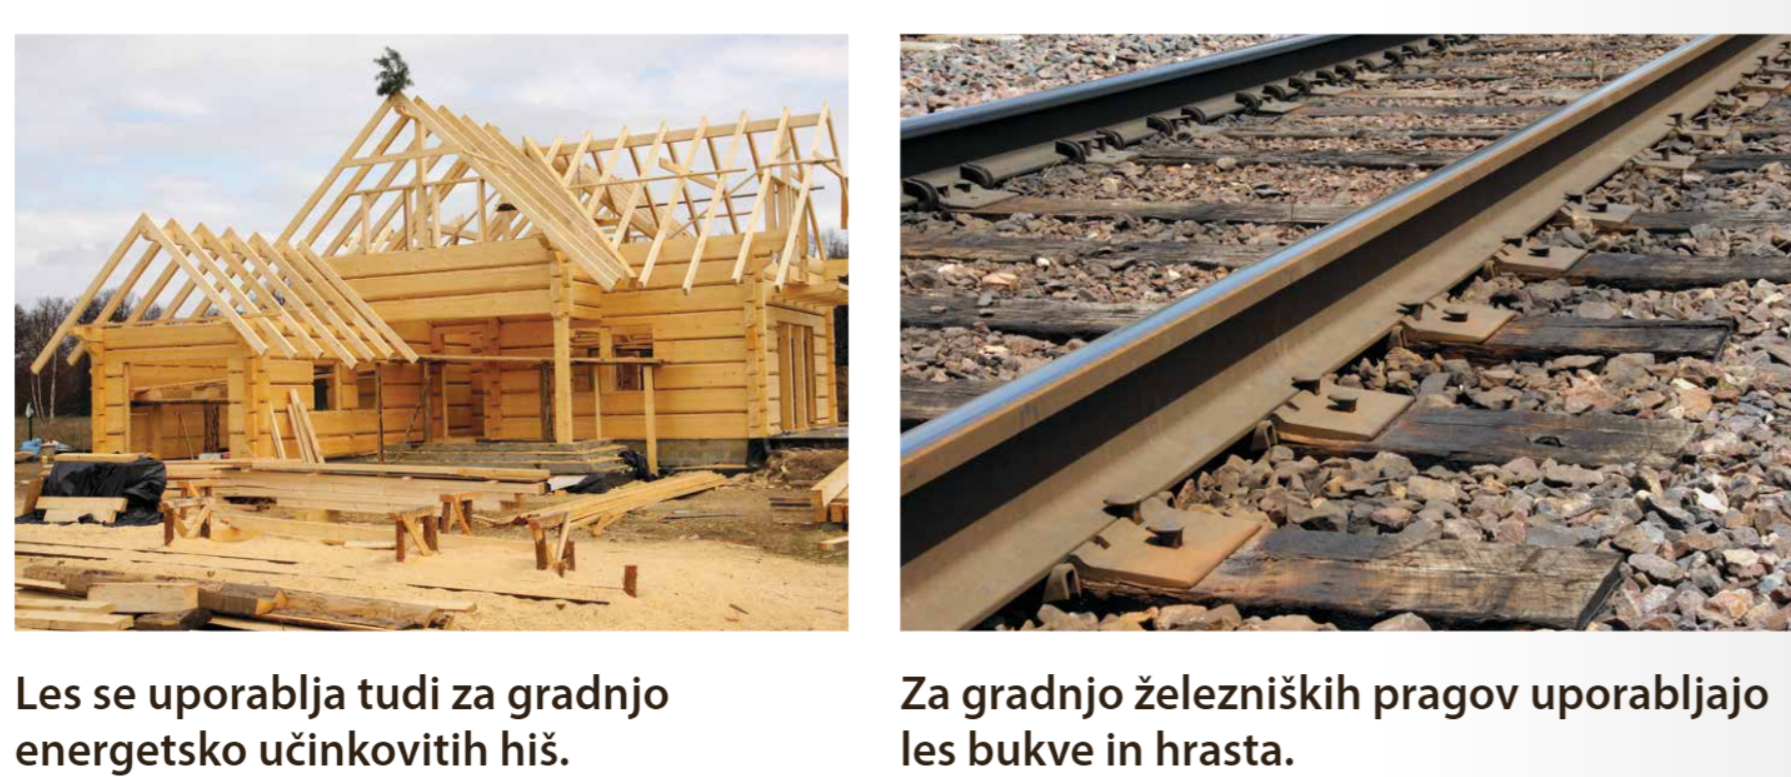 Les se uporablja tudi za gradnjo
energetsko učinkovitih hiš.
Za gradnjo železniških pragov uporabljajo
les bukve in hrasta.